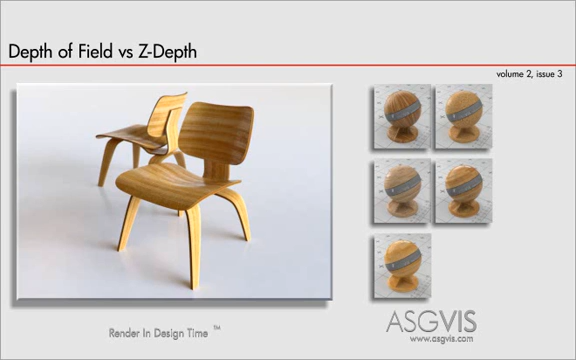 Depth of Field vs Z-Depth
volume 2, issue 3
Render In Design Time ™
ASGVIS
www.asgvis.com